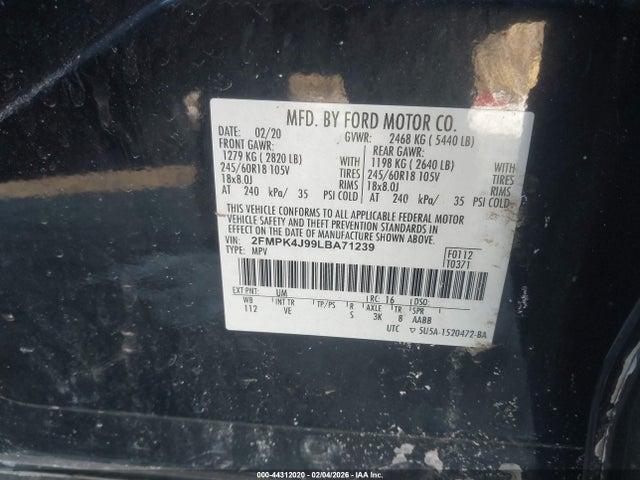 MFD. BY FORD MOTOR CO.
DATE: 02/20 GVWR: 2468 KG ( 5440 LB)
FRONT GAWR: REAR GAWR:
1279 KG ( 2820 LB) WITH 1198 KG ( 2640 LB) WITH
245/60R18 105V TIRES 245/60R18 105V TIRES
18x8.0J RIMS 18x8.0J RIMS
AT 240 kPa/ 35 PSI COLD AT 240 kPa/ 35 PSI COLD
THIS VEHICLE CONFORMS TO ALL APPLICABLE FEDERAL MOTOR
VEHICLE SAFETY AND THEFT PREVENTION STANDARDS IN
EFFECT ON THE DATE OF MANUFACTURE SHOWN ABOVE.
VIN: 2FMPK4J99LBA71239 F0112
TYPE: MPV T0371
EXT PNT: UM RC: 16 DSO:
WB INT TR TP/PS R AXLE TR SPR
112 VE S 3K 8 AABB
UTC ▽ 5U5A-1520472-BA
000-44312020 - 02/04/2026 - IAA Inc.